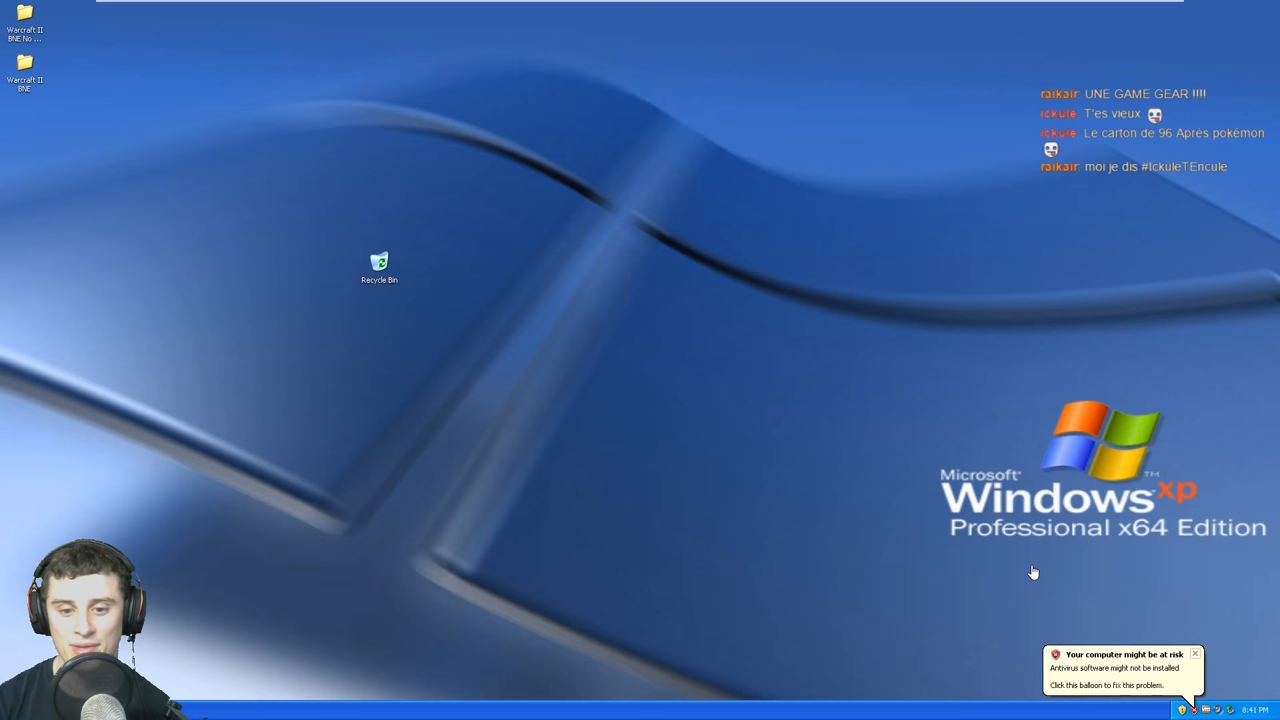 Warcraft II
BNE No ...
Warcraft II
BNE
Recycle Bin
raikair: UNE GAME GEAR !!!!
ickule: T'es vieux
ickule: Le carton de 96 Après pokémon
raikair: moi je dis #IckuleTEncule
Microsoft
Windows xp TM
Professional x64 Edition
Your computer might be at risk
Antivirus software might not be installed
Click this balloon to fix this problem.
8:41 PM